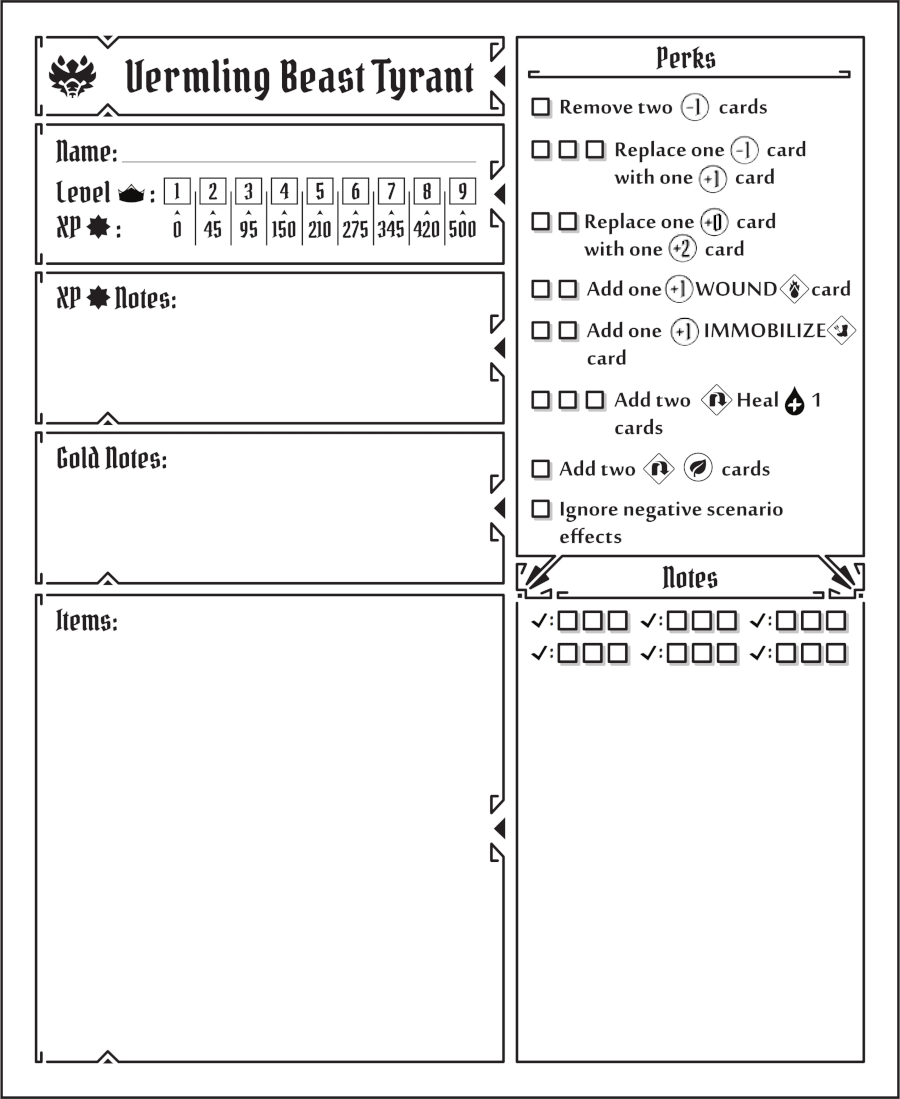 Vermling Beast Tyrant
Name:
Level :
1 2 3 4 5 6 7 8 9
XP :
0 45 95 150 210 275 345 420 500
XP Notes:
Gold Notes:
Items:
Perks
Remove two -1 cards
Replace one -1 card
with one +1 card
Replace one +0 card
with one +2 card
Add one +1 WOUND card
Add one +1 IMMOBILIZE
card
Add two Heal 1
cards
Add two cards
Ignore negative scenario
effects
Notes
✓: ✓: ✓:
✓: ✓: ✓: